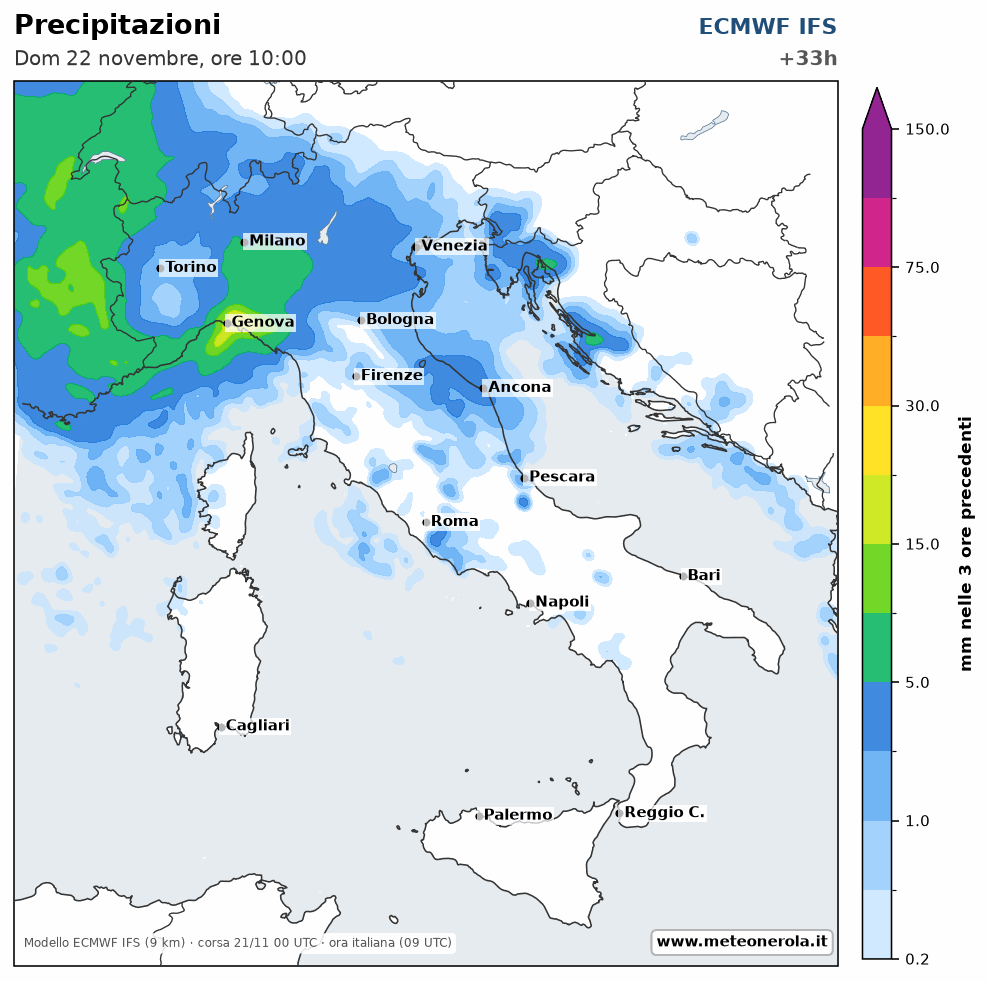 Precipitazioni
ECMWF IFS
Dom 22 novembre, ore 10:00
+33h
150.0
75.0
30.0
15.0
5.0
1.0
0.2
mm nelle 3 ore precedenti
Milano
Venezia
Torino
Genova
Bologna
Firenze
Ancona
Pescara
Roma
Bari
Napoli
Cagliari
Palermo
Reggio C.
Modello ECMWF IFS (9 km) · corsa 21/11 00 UTC · ora italiana (09 UTC)
www.meteonerola.it